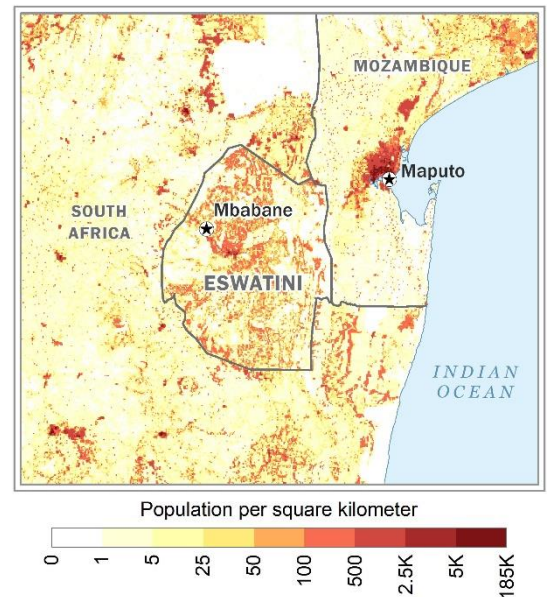 MOZAMBIQUE
Maputo
Mbabane
SOUTH
AFRICA
ESWATINI
INDIAN
OCEAN
Population per square kilometer
0
1
5
25
50
100
500
2.5K
5K
185K